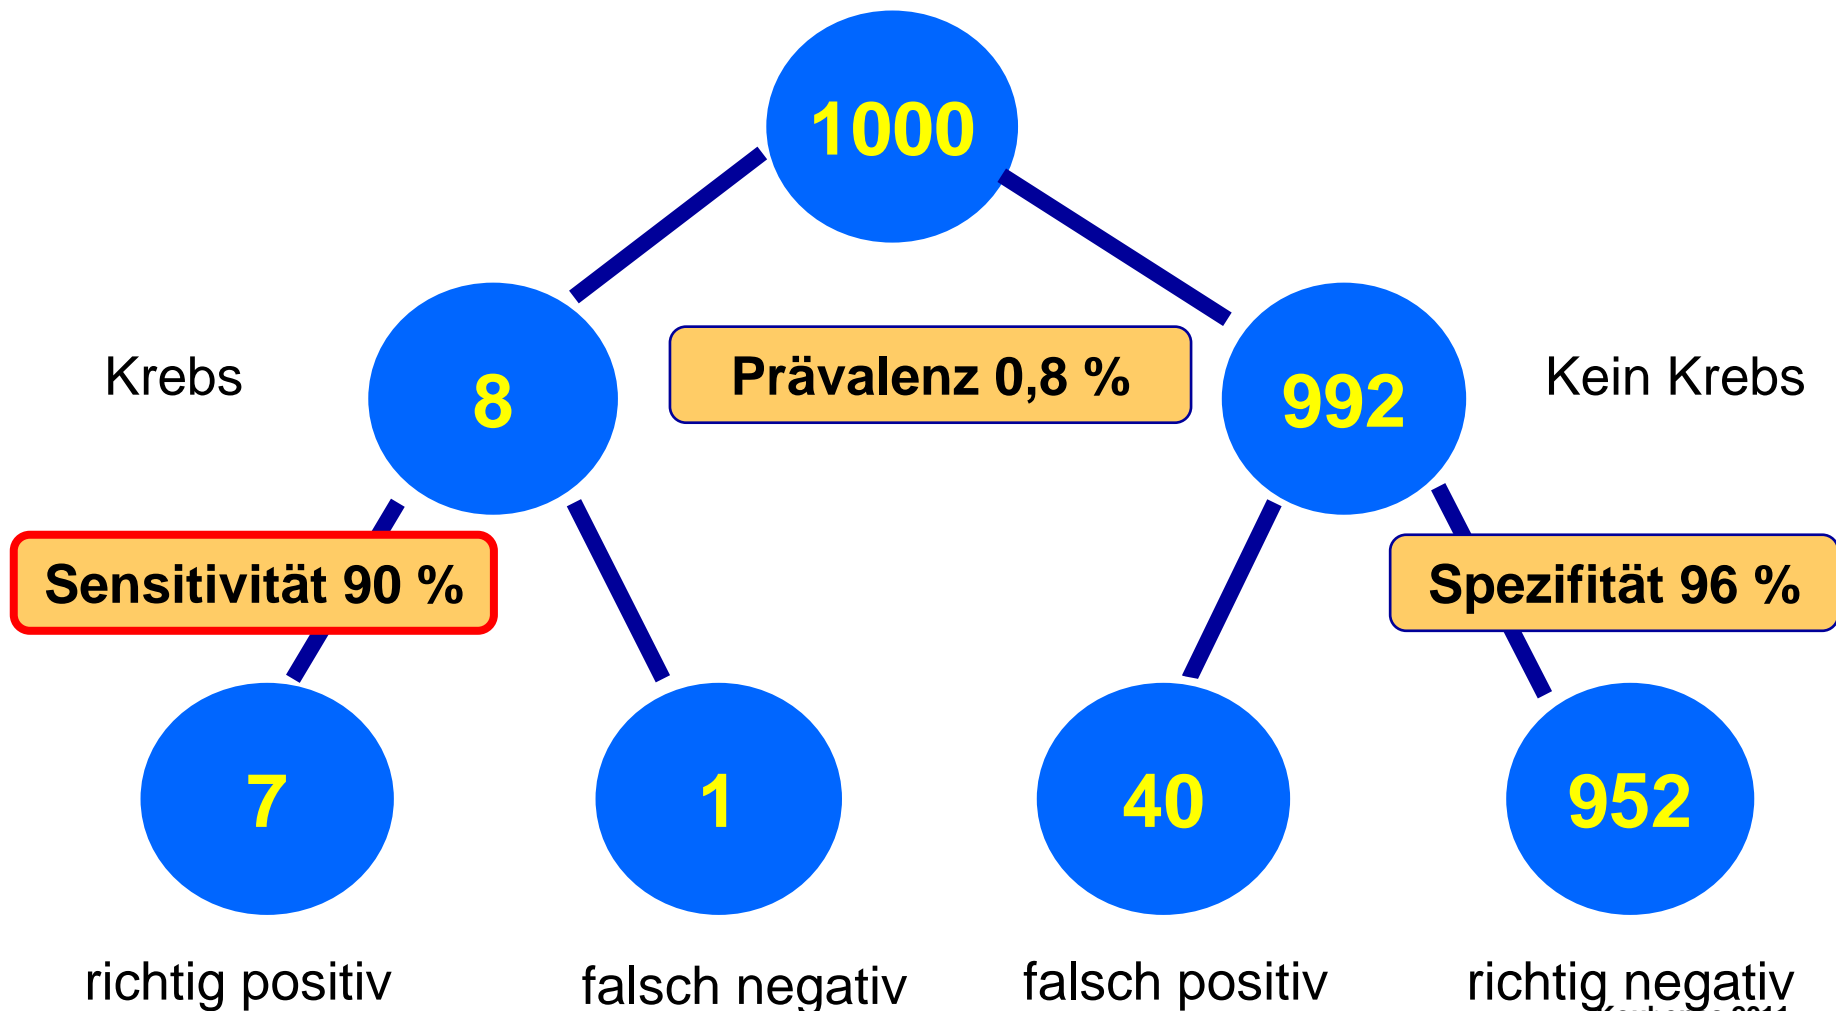 1000
Krebs
8
Prävalenz 0,8 %
992
Kein Krebs
Sensitivität 90 %
Spezifität 96 %
7
1
40
952
richtig positiv
falsch negativ
falsch positiv
richtig negativ
2011